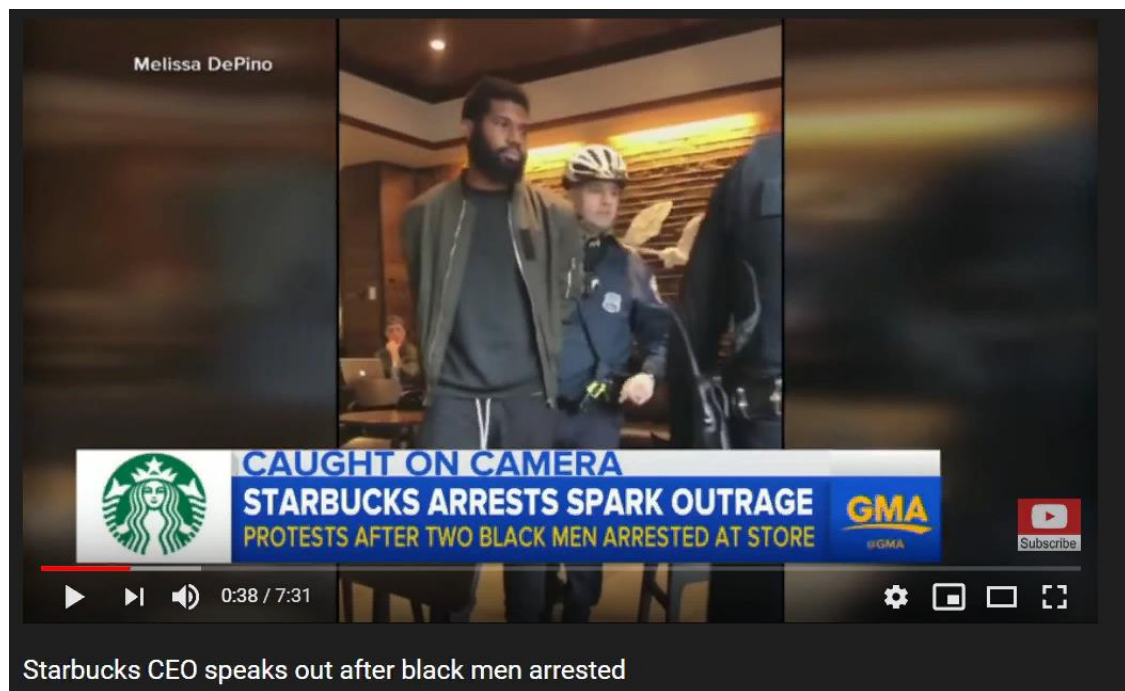 Melissa DePino
CAUGHT ON CAMERA
STARBUCKS ARRESTS SPARK OUTRAGE
PROTESTS AFTER TWO BLACK MEN ARRESTED AT STORE
GMA
@GMA
Subscribe
0:38 / 7:31
Starbucks CEO speaks out after black men arrested